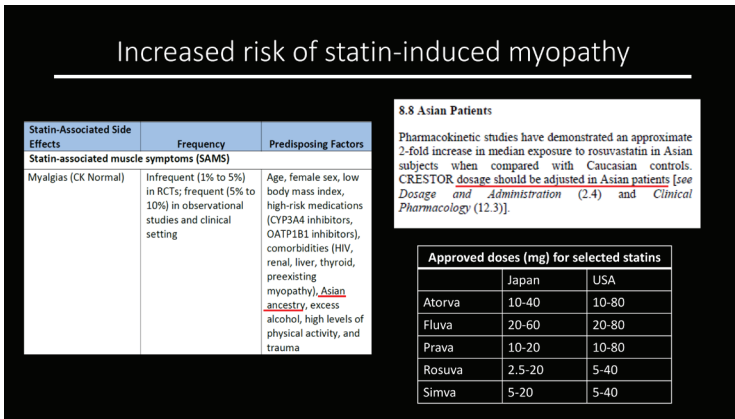 Increased risk of statin-induced myopathy
Statin-Associated Side
Effects
Frequency
Predisposing Factors
Statin-associated muscle symptoms (SAMS)
Myalgias (CK Normal)
Infrequent (1% to 5%)
in RCTs; frequent (5% to
10%) in observational
studies and clinical
setting
Age, female sex, low
body mass index,
high-risk medications
(CYP3A4 inhibitors,
OATP1B1 inhibitors),
comorbidities (HIV,
renal, liver, thyroid,
preexisting
myopathy), Asian
ancestry, excess
alcohol, high levels of
physical activity, and
trauma
8.8 Asian Patients
Pharmacokinetic studies have demonstrated an approximate
2-fold increase in median exposure to rosuvastatin in Asian
subjects when compared with Caucasian controls.
CRESTOR dosage should be adjusted in Asian patients [see
Dosage and Administration (2.4) and Clinical
Pharmacology (12.3)].
Approved doses (mg) for selected statins
Japan USA
Atorva 10-40 10-80
Fluva 20-60 20-80
Prava 10-20 10-80
Rosuva 2.5-20 5-40
Simva 5-20 5-40